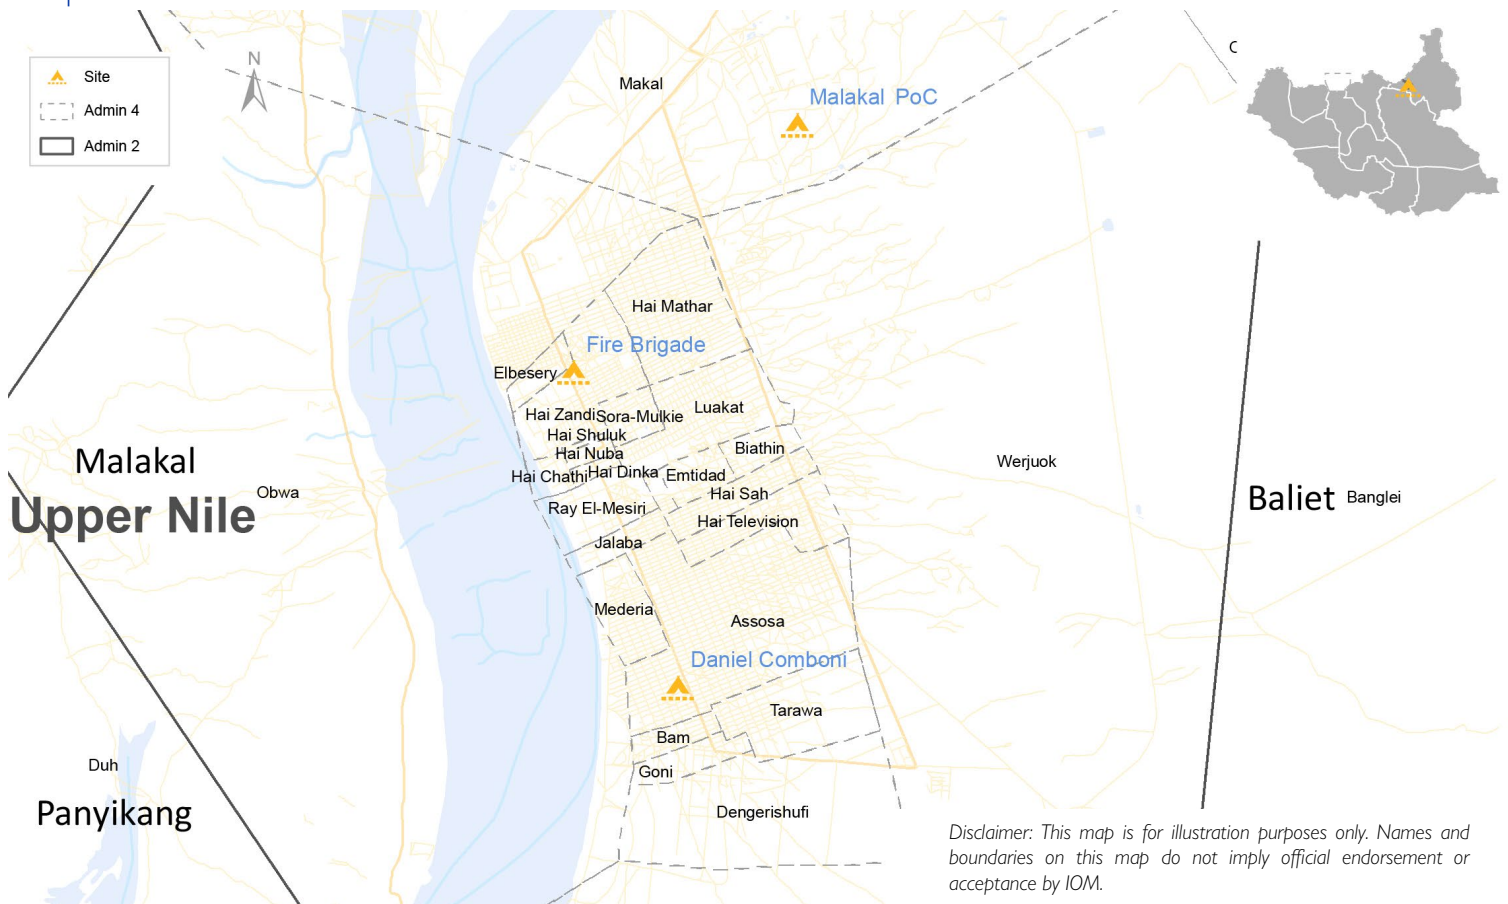 N
Site
Admin 4
Admin 2
Makal
Malakal PoC
C
Hai Mathar
Fire Brigade
Elbesery
Hai Zandi
Sora-Mulkie
Luakat
Hai Shuluk
Hai Nuba
Biathin
Hai Chathi
Hai Dinka
Emtidad
Werjuok
Malakal
Obwa
Upper Nile
Hai Sah
Baliet
Banglei
Ray El-Mesiri
Hai Television
Jalaba
Mederia
Assosa
Daniel Comboni
Tarawa
Bam
Duh
Goni
Panyikang
Dengerishufi
Disclaimer: This map is for illustration purposes only. Names and
boundaries on this map do not imply official endorsement or
acceptance by IOM.